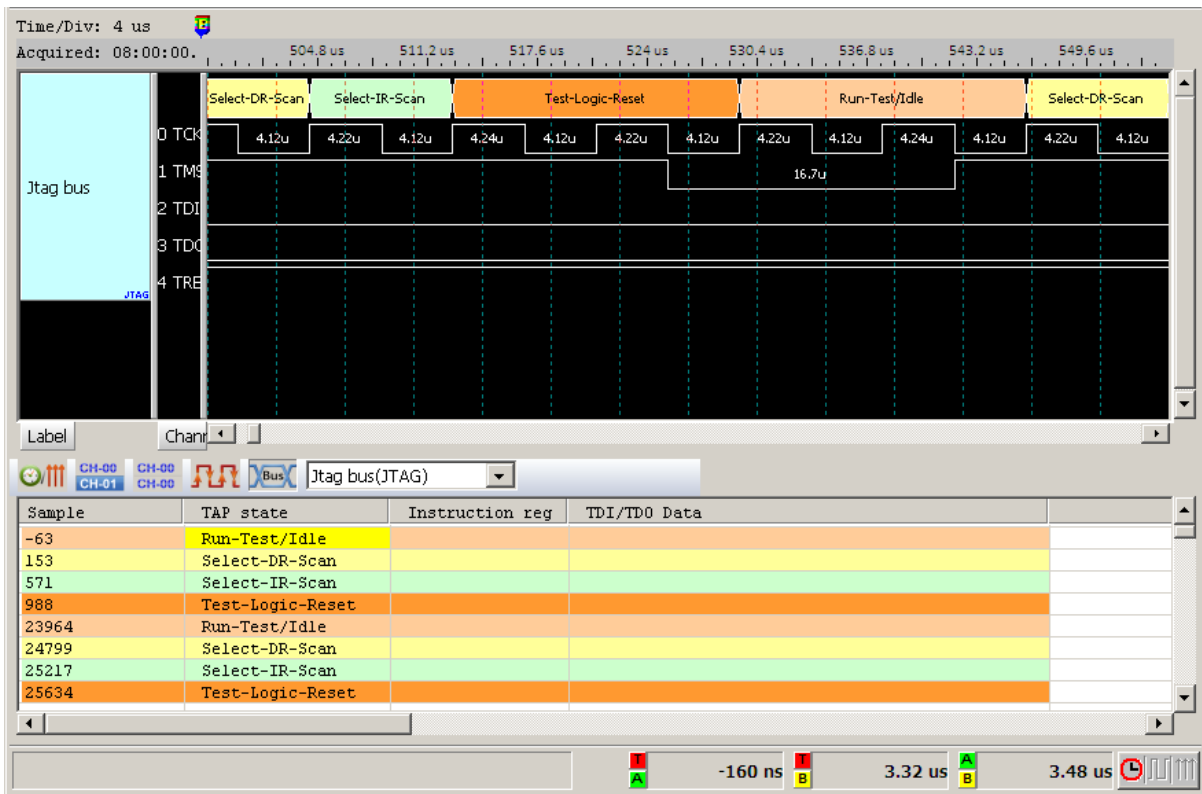 Time/Div: 4 us
B
Acquired: 08:00:00.
504.8 us 511.2 us 517.6 us 524 us 530.4 us 536.8 us 543.2 us 549.6 us
Select-DR-Scan Select-IR-Scan Test-Logic-Reset Run-Test/Idle Select-DR-Scan
0 TCK 4.12u 4.22u 4.12u 4.24u 4.12u 4.22u 4.12u 4.22u 4.12u 4.24u 4.12u 4.22u 4.12u
1 TMS 16.7u
Jtag bus
2 TDI
3 TDO
4 TRE
JTAG
Label Chann
CH-00 CH-01 CH-00 CH-00 Bus Jtag bus(JTAG)
Sample TAP state Instruction reg TDI/TDO Data
-63 Run-Test/Idle
153 Select-DR-Scan
571 Select-IR-Scan
988 Test-Logic-Reset
23964 Run-Test/Idle
24799 Select-DR-Scan
25217 Select-IR-Scan
25634 Test-Logic-Reset
T A -160 ns T B 3.32 us A B 3.48 us